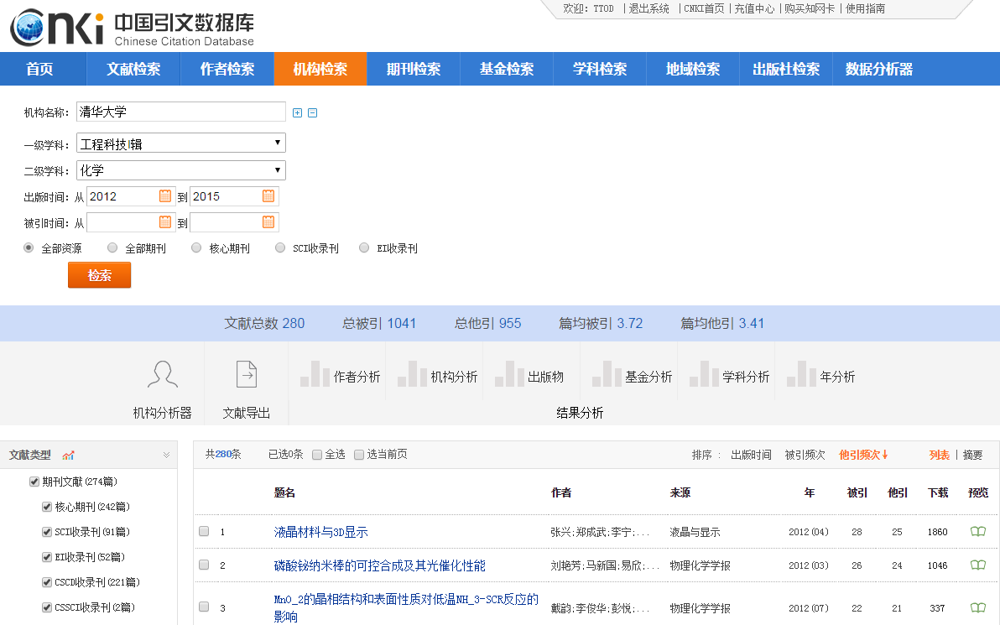 欢迎: TTOD |退出系统 |CNKI首页|充值中心|购买知网卡|使用指南
Cnki 中国引文数据库
Chinese Citation Database
首页 文献检索 作者检索 机构检索 期刊检索 基金检索 学科检索 地域检索 出版社检索 数据分析器
机构名称: 清华大学
一级学科: 工程科技I辑
二级学科: 化学
出版时间: 从 2012 到 2015
被引时间: 从 到
全部资源 全部期刊 核心期刊 SCI收录刊 EI收录刊
检索
文献总数 280 总被引 1041 总他引 955 篇均被引 3.72 篇均他引 3.41
作者分析 机构分析 出版物 基金分析 学科分析 年分析
机构分析器 文献导出 结果分析
文献类型
期刊文献(274篇)
核心期刊(242篇)
SCI收录刊(91篇)
EI收录刊(52篇)
CSCD收录刊(221篇)
CSSCI收录刊(2篇)
共280条 已选0条 全选 选当前页 排序 : 出版时间 被引频次 他引频次↓ 列表 | 摘要
题名 作者 来源 年 被引 他引 下载 预览
1 液晶材料与3D显示 张兴;郑成武;李宁;... 液晶与显示 2012(04) 28 25 1860
2 磷酸铋纳米棒的可控合成及其光催化性能 刘艳芳;马新国;易欣;... 物理化学学报 2012(03) 26 24 1046
3 MnO_2的晶相结构和表面性质对低温NH_3-SCR反应的影响 戴韵;李俊华;彭悦;... 物理化学学报 2012(07) 22 21 337